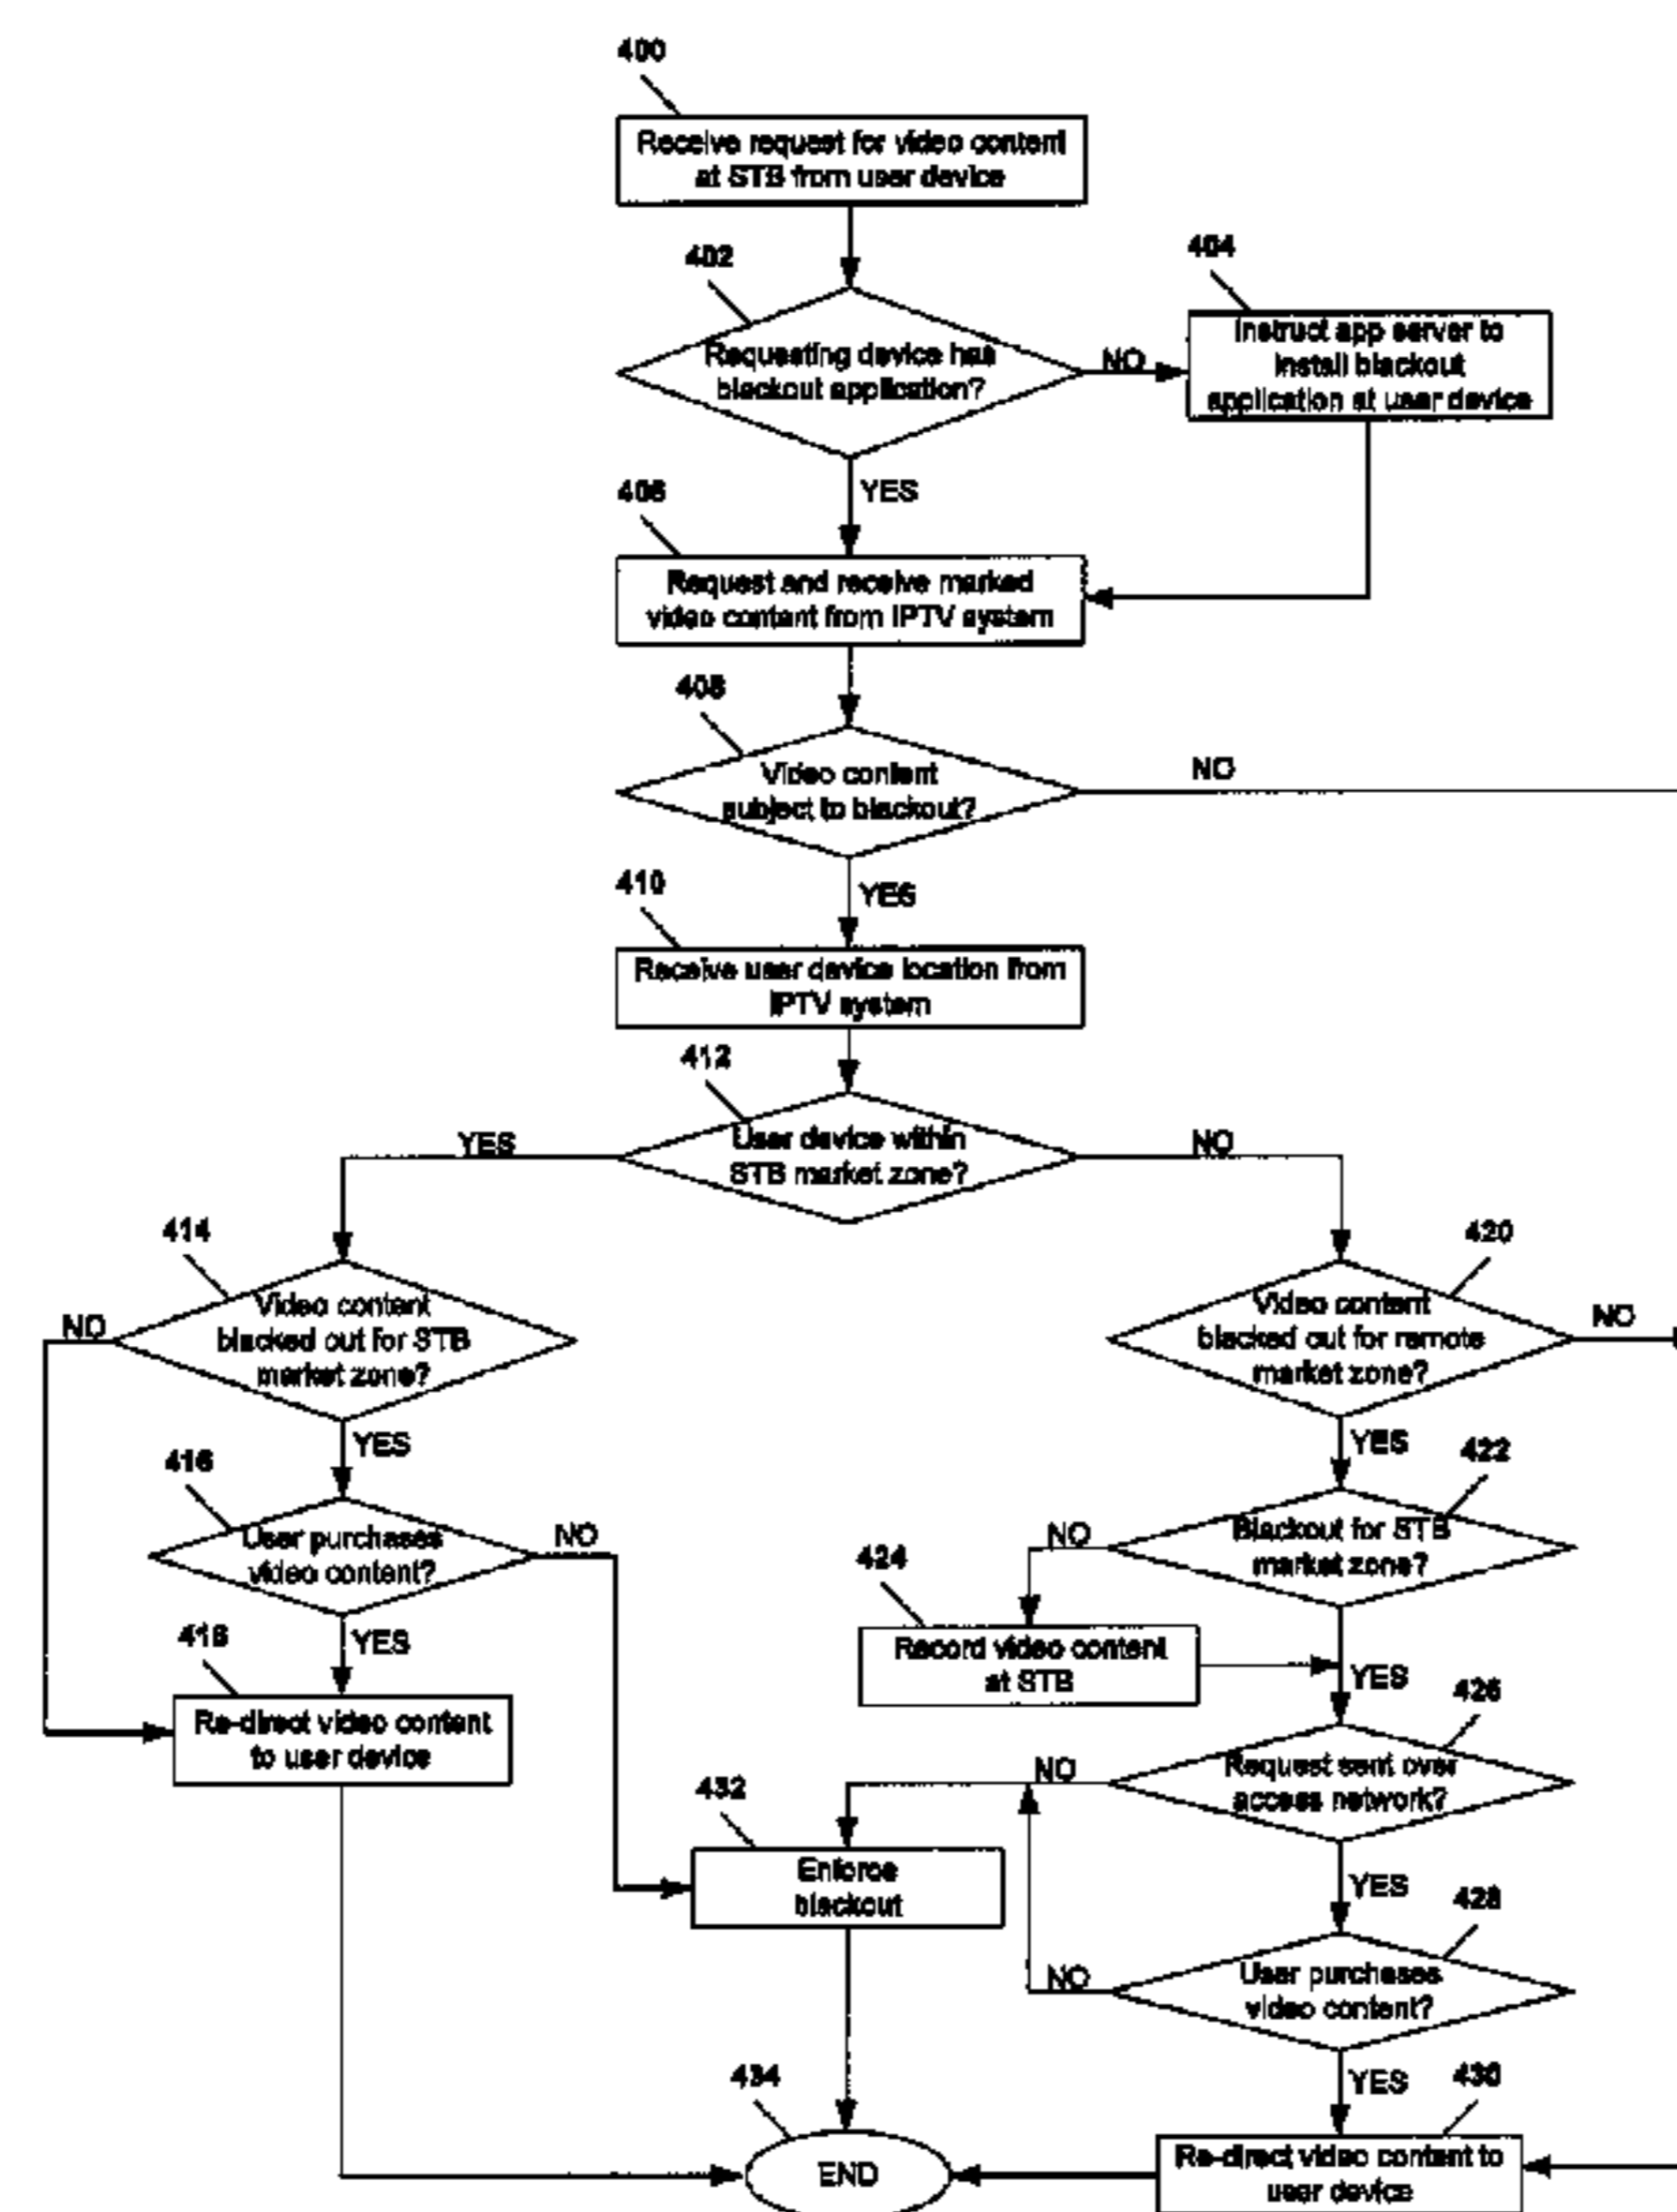 400
Receive request for video content
at STB from user device
402
404
Requesting device has
blackout application?
NO
Instruct app server to
install blackout
application at user device
YES
406
Request and receive marked
video content from IPTV system
408
Video content
subject to blackout?
NO
YES
410
Receive user device location from
IPTV system
412
User device within
STB market zone?
YES
NO
414
420
Video content
blacked out for STB
market zone?
NO
Video content
blacked out for remote
market zone?
NO
YES
YES
416
422
User purchases
video content?
NO
Blackout for STB
market zone?
NO
424
YES
418
Record video content
at STB
YES
426
Re-direct video content
to user device
Request sent over
access network?
NO
432
Enforce
blackout
YES
428
User purchases
video content?
NO
YES
434
430
END
Re-direct video content to
user device